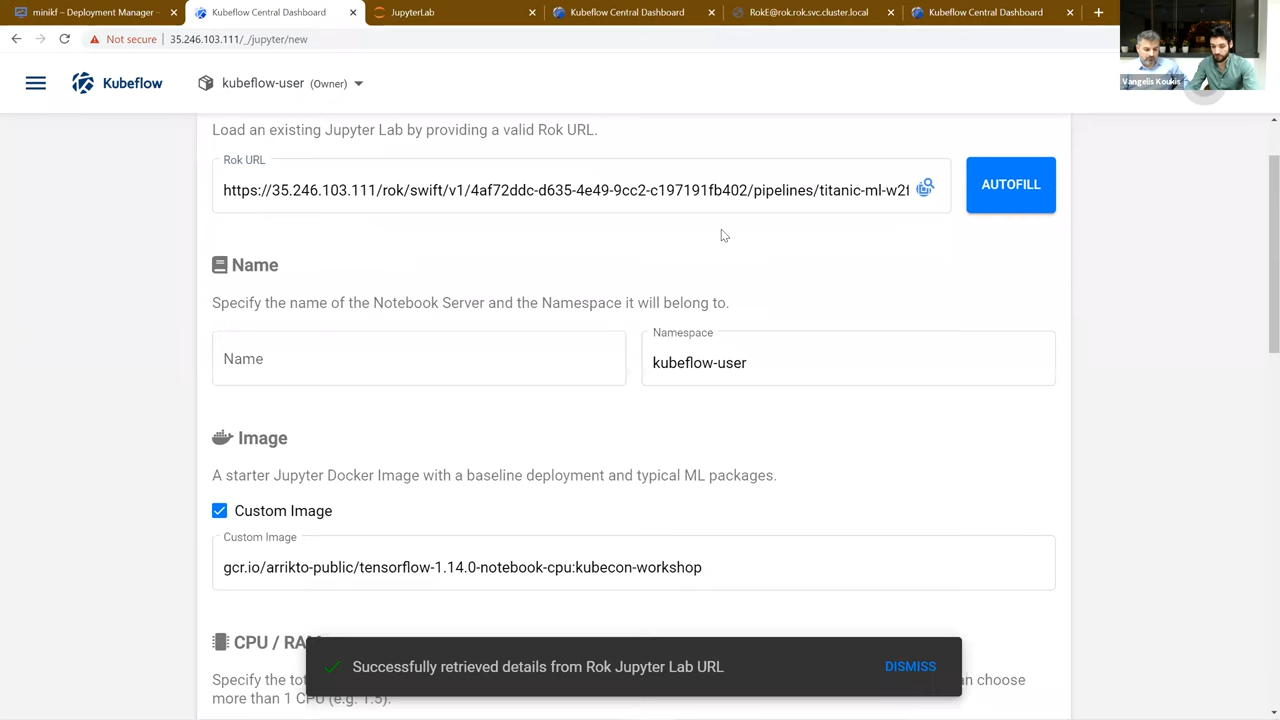 minikf – Deployment Manager -
Kubeflow Central Dashboard
JupyterLab
Kubeflow Central Dashboard
RokE@rok.rok.svc.cluster.local
Kubeflow Central Dashboard
Not secure
35.246.103.111/_/jupyter/new
Vangelis Koukis
Kubeflow
kubeflow-user (Owner)
Load an existing Jupyter Lab by providing a valid Rok URL.
Rok URL
https://35.246.103.111/rok/swift/v1/4af72ddc-d635-4e49-9cc2-c197191fb402/pipelines/titanic-ml-w2f
AUTOFILL
Name
Specify the name of the Notebook Server and the Namespace it will belong to.
Name
Namespace
kubeflow-user
Image
A starter Jupyter Docker Image with a baseline deployment and typical ML packages.
Custom Image
Custom Image
gcr.io/arrikto-public/tensorflow-1.14.0-notebook-cpu:kubecon-workshop
CPU / RA
Successfully retrieved details from Rok Jupyter Lab URL
DISMISS
Specify the tot
an choose
more than 1 CPU (e.g. 1.5).